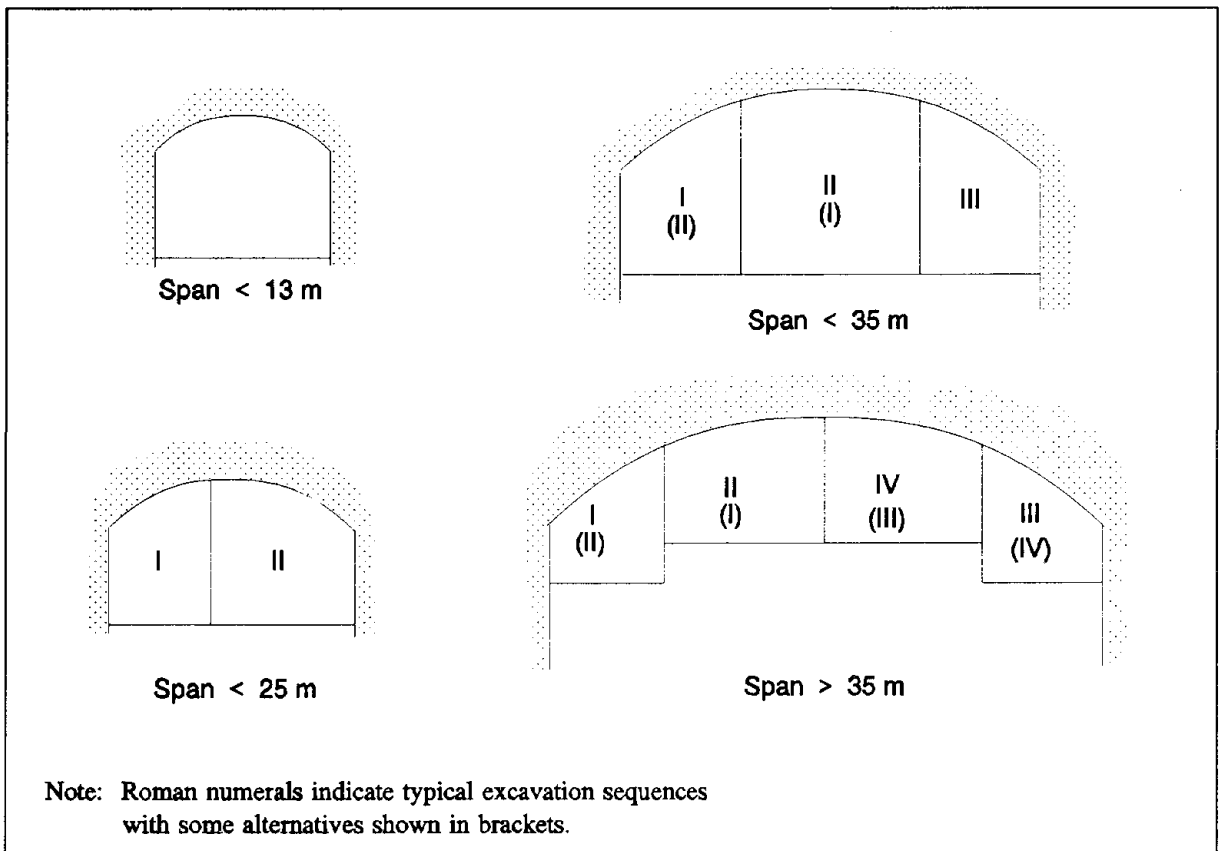 Span < 13 m
I
(II)
II
(I)
III
Span < 35 m
I
II
Span < 25 m
I
(II)
II
(I)
IV
(III)
III
(IV)
Span > 35 m
Note: Roman numerals indicate typical excavation sequences
with some alternatives shown in brackets.